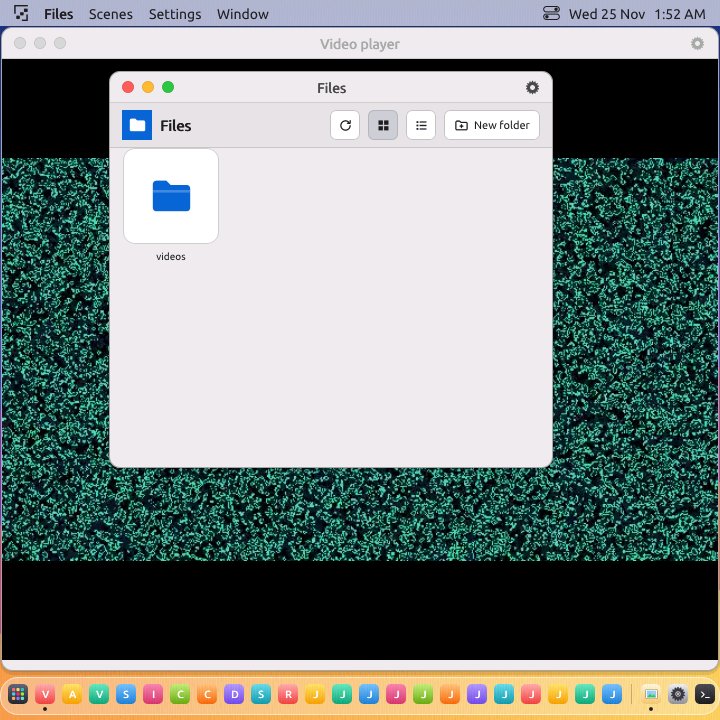 Files Scenes Settings Window Wed 25 Nov 1:52 AM
Video player
Files
Files New folder
videos
V A V S I C C D S R J J J J J J J J J J J J